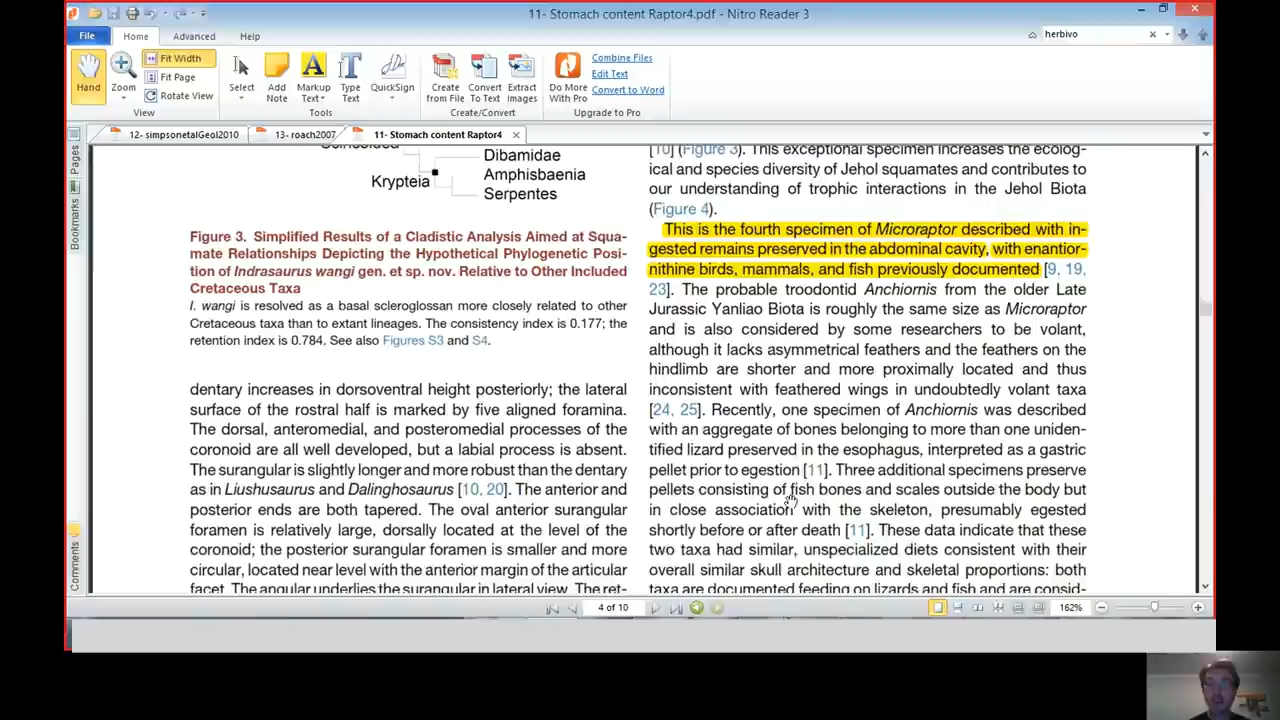 11- Stomach content Raptor4.pdf - Nitro Reader 3
File
Home
Advanced
Help
herbivo
Hand
Zoom
Fit Width
Fit Page
Rotate View
View
Select
Add Note
Markup Text
Type Text
QuickSign
Tools
Create from File
Convert To Text
Extract Images
Create/Convert
Do More With Pro
Combine Files
Edit Text
Convert to Word
Upgrade to Pro
12- simpsonetalGeol2010
13- roach2007
11- Stomach content Raptor4
Pages
Bookmarks
Comments
Dibamidae
Amphisbaenia
Krypteia
Serpentes
Figure 3. Simplified Results of a Cladistic Analysis Aimed at Squa-
mate Relationships Depicting the Hypothetical Phylogenetic Posi-
tion of Indrasaurus wangi gen. et sp. nov. Relative to Other Included
Cretaceous Taxa
I. wangi is resolved as a basal scleroglossan more closely related to other
Cretaceous taxa than to extant lineages. The consistency index is 0.177; the
retention index is 0.784. See also Figures S3 and S4.
dentary increases in dorsoventral height posteriorly; the lateral
surface of the rostral half is marked by five aligned foramina.
The dorsal, anteromedial, and posteromedial processes of the
coronoid are all well developed, but a labial process is absent.
The surangular is slightly longer and more robust than the dentary
as in Liushusaurus and Dalinghosaurus [10, 20]. The anterior and
posterior ends are both tapered. The oval anterior surangular
foramen is relatively large, dorsally located at the level of the
coronoid; the posterior surangular foramen is smaller and more
circular, located near level with the anterior margin of the articular
facet. The angular underlies the surangular in lateral view. The ret-
[10] (Figure 3). This exceptional specimen increases the ecolog-
ical and species diversity of Jehol squamates and contributes to
our understanding of trophic interactions in the Jehol Biota
(Figure 4).
This is the fourth specimen of Microraptor described with in-
gested remains preserved in the abdominal cavity, with enantior-
nithine birds, mammals, and fish previously documented [9, 19,
23]. The probable troodontid Anchiornis from the older Late
Jurassic Yanliao Biota is roughly the same size as Microraptor
and is also considered by some researchers to be volant,
although it lacks asymmetrical feathers and the feathers on the
hindlimb are shorter and more proximally located and thus
inconsistent with feathered wings in undoubtedly volant taxa
[24, 25]. Recently, one specimen of Anchiornis was described
with an aggregate of bones belonging to more than one uniden-
tified lizard preserved in the esophagus, interpreted as a gastric
pellet prior to egestion [11]. Three additional specimens preserve
pellets consisting of fish bones and scales outside the body but
in close association with the skeleton, presumably egested
shortly before or after death [11]. These data indicate that these
two taxa had similar, unspecialized diets consistent with their
overall similar skull architecture and skeletal proportions: both
taxa are documented feeding on lizards and fish and are consid-
4 of 10
162%